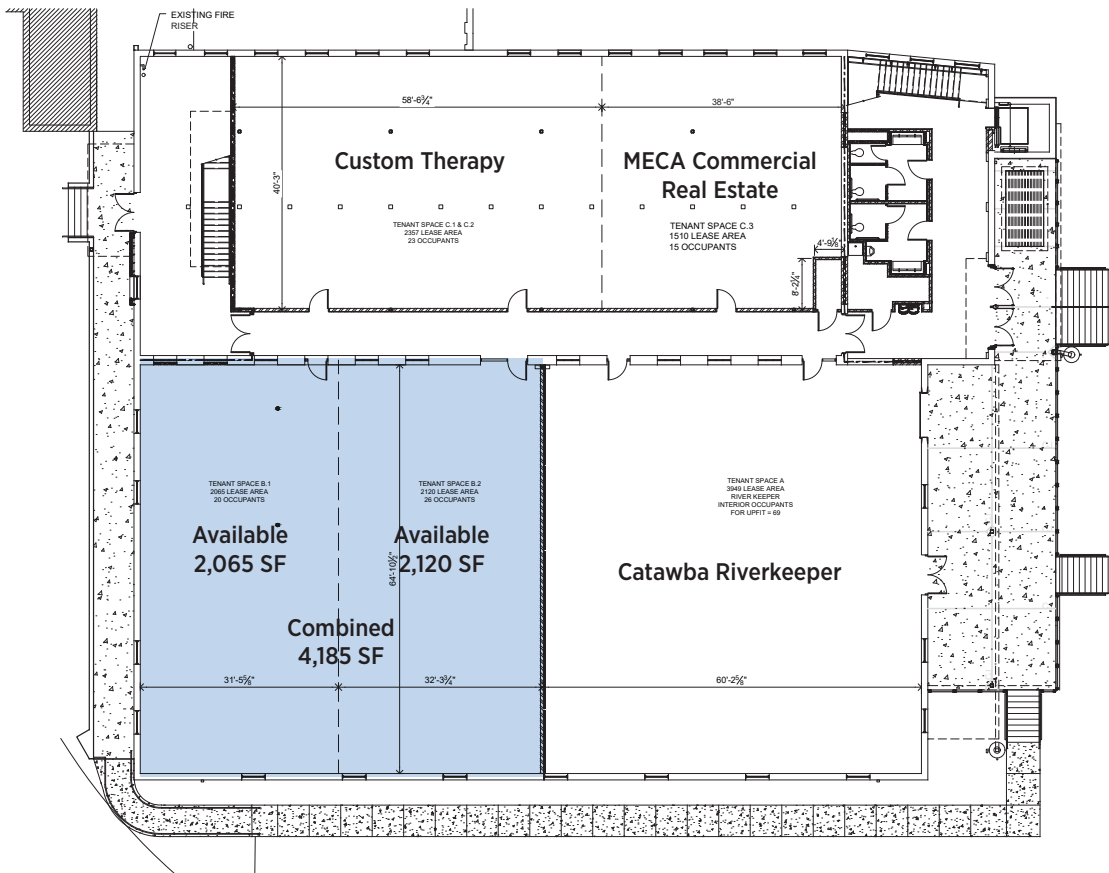 EXISTING FIRE
RISER
58'-6¾"
38'-6"
40'-3"
Custom Therapy
MECA Commercial
Real Estate
TENANT SPACE C.1 & C.2
2357 LEASE AREA
23 OCCUPANTS
TENANT SPACE C.3
1510 LEASE AREA
15 OCCUPANTS
4'-9⅝"
8'-2¼"
TENANT SPACE B.1
2065 LEASE AREA
20 OCCUPANTS
TENANT SPACE B.2
2120 LEASE AREA
26 OCCUPANTS
TENANT SPACE A
3949 LEASE AREA
RIVER KEEPER
INTERIOR OCCUPANTS
FOR UPFIT = 69
Available
2,065 SF
Available
2,120 SF
64'-10½"
Catawba Riverkeeper
Combined
4,185 SF
31'-5⅝"
32'-3¾"
60'-2⅝"